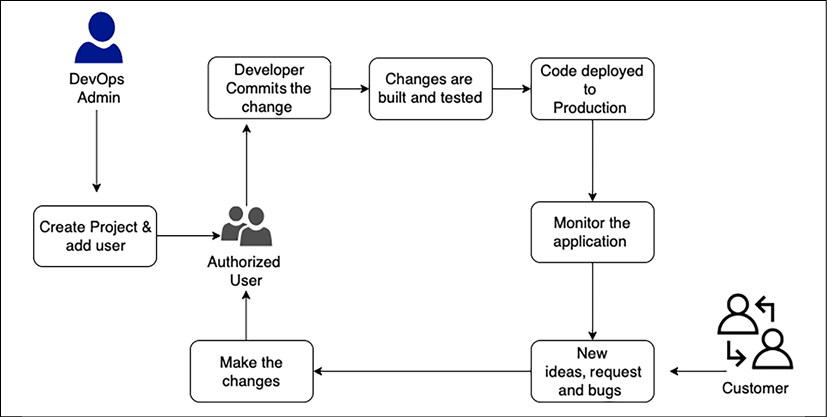 DevOps
Admin
Developer
Commits the
change
Changes are
built and tested
Code deployed
to
Production
Create Project &
add user
Authorized
User
Monitor the
application
Make the
changes
New
ideas, request
and bugs
Customer